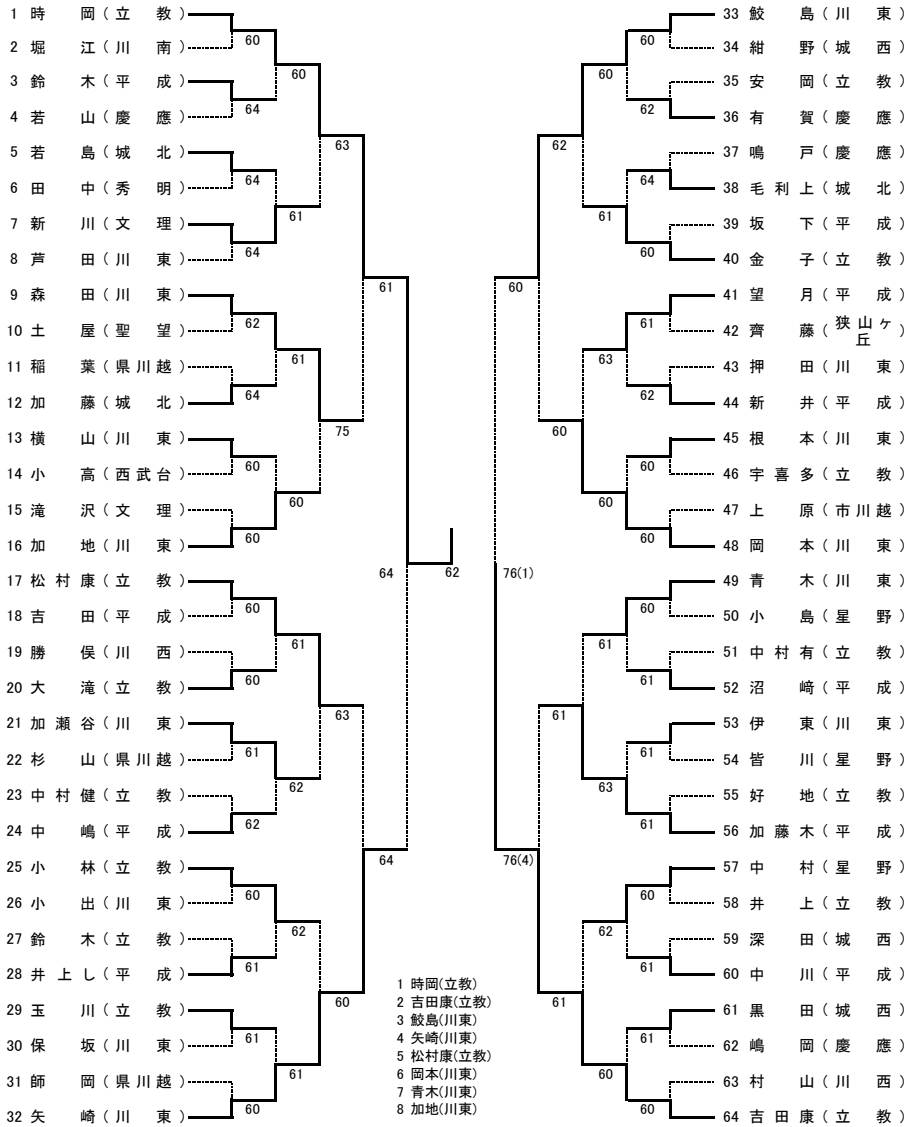 1 時岡(立教)
2 堀江(川南)
3 鈴木(平成)
4 若山(慶應)
5 若島(城北)
6 田中(秀明)
7 新川(文理)
8 芦田(川東)
9 森田(川東)
10 土屋(聖望)
11 稲葉(県川越)
12 加藤(城北)
13 横山(川東)
14 小高(西武台)
15 滝沢(文理)
16 加地(川東)
17 松村康(立教)
18 吉田(平成)
19 勝俣(川西)
20 大滝(立教)
21 加瀬谷(川東)
22 杉山(県川越)
23 中村健(立教)
24 中嶋(平成)
25 小林(立教)
26 小出(川東)
27 鈴木(立教)
28 井上し(平成)
29 玉川(立教)
30 保坂(川東)
31 師岡(県川越)
32 矢崎(川東)
60
64
64
64
62
64
60
60
60
60
61
62
60
61
61
60
60
61
61
60
61
62
62
61
63
75
63
60
61
64
64
62
33 鮫島(川東)
34 紺野(城西)
35 安岡(立教)
36 有賀(慶應)
37 鳴戸(慶應)
38 毛利上(城北)
39 坂下(平成)
40 金子(立教)
41 望月(平成)
42 齊藤(狭山ヶ丘)
43 押田(川東)
44 新井(平成)
45 根本(川東)
46 宇喜多(立教)
47 上原(市川越)
48 岡本(川東)
49 青木(川東)
50 小島(星野)
51 中村有(立教)
52 沼﨑(平成)
53 伊東(川東)
54 皆川(星野)
55 好地(立教)
56 加藤木(平成)
57 中村(星野)
58 井上(立教)
59 深田(城西)
60 中川(平成)
61 黒田(城西)
62 嶋岡(慶應)
63 村山(川西)
64 吉田康(立教)
60
62
64
60
61
62
60
60
60
61
61
61
60
61
61
60
60
61
63
60
61
63
62
60
62
60
61
61
60
76(4)
76(1)
1 時岡(立教)
2 吉田康(立教)
3 鮫島(川東)
4 矢崎(川東)
5 松村康(立教)
6 岡本(川東)
7 青木(川東)
8 加地(川東)